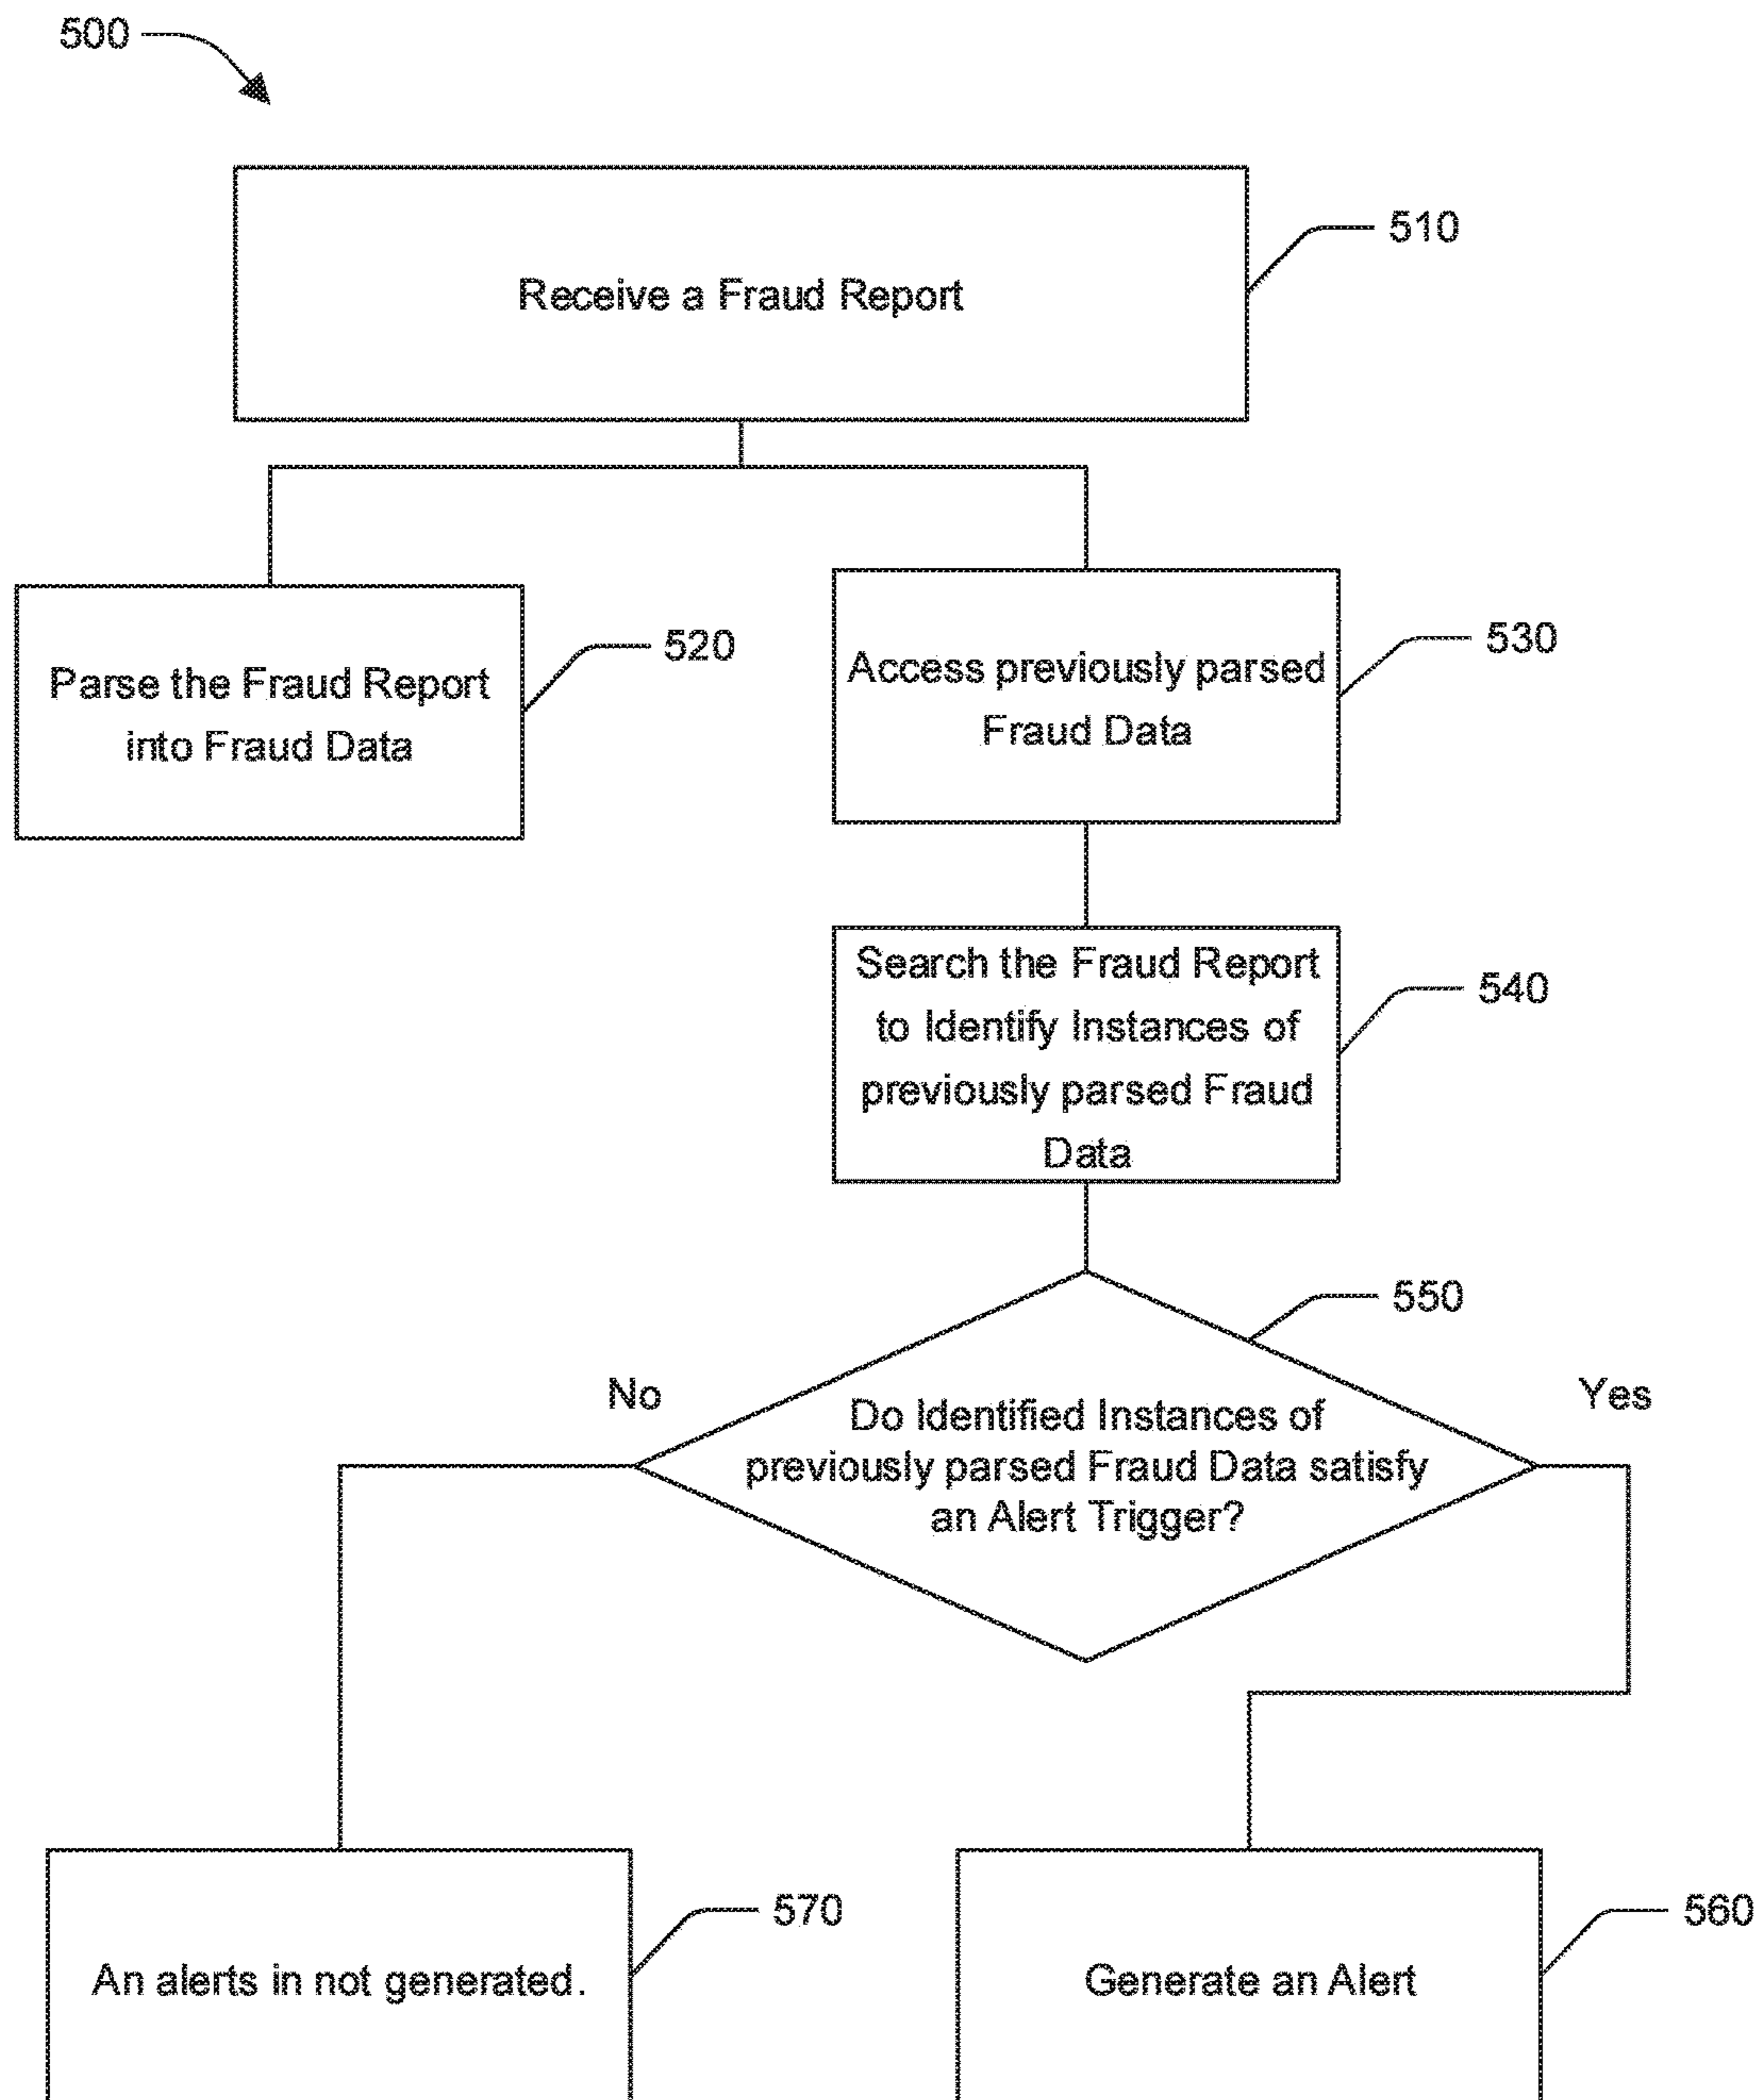 500
510
Receive a Fraud Report
520
530
Parse the Fraud Report
into Fraud Data
Access previously parsed
Fraud Data
540
Search the Fraud Report
to Identify Instances of
previously parsed Fraud
Data
550
No
Yes
Do Identified Instances of
previously parsed Fraud Data satisfy
an Alert Trigger?
570
560
An alerts in not generated.
Generate an Alert